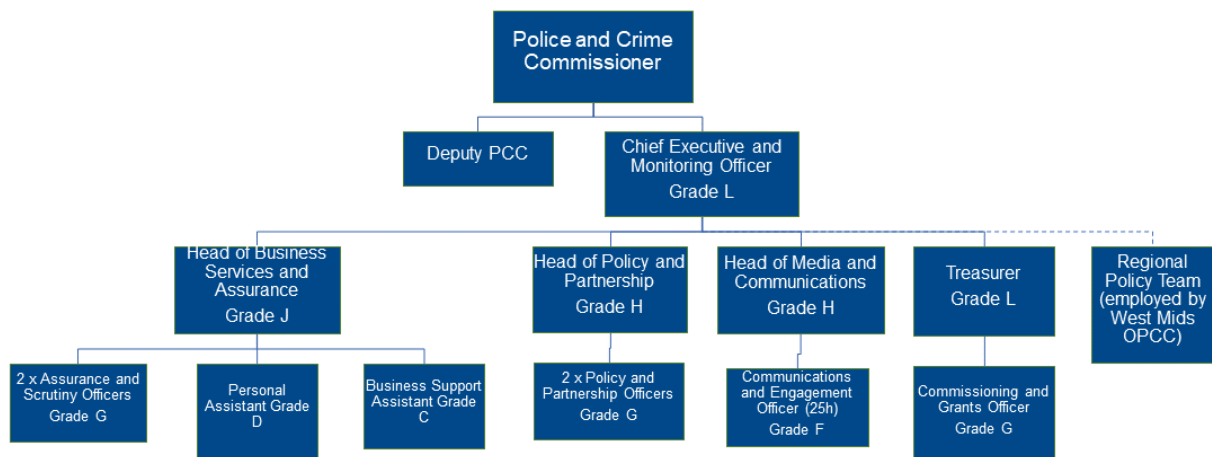 Police and Crime
Commissioner
Deputy PCC
Chief Executive and
Monitoring Officer
Grade L
Head of Business
Services and
Assurance
Grade J
Head of Policy and
Partnership
Grade H
Head of Media and
Communications
Grade H
Treasurer
Grade L
Regional
Policy Team
(employed by
West Mids
OPCC)
2 x Assurance and
Scrutiny Officers
Grade G
Personal
Assistant Grade
D
Business Support
Assistant Grade
C
2 x Policy and
Partnership Officers
Grade G
Communications
and Engagement
Officer (25h)
Grade F
Commissioning and
Grants Officer
Grade G